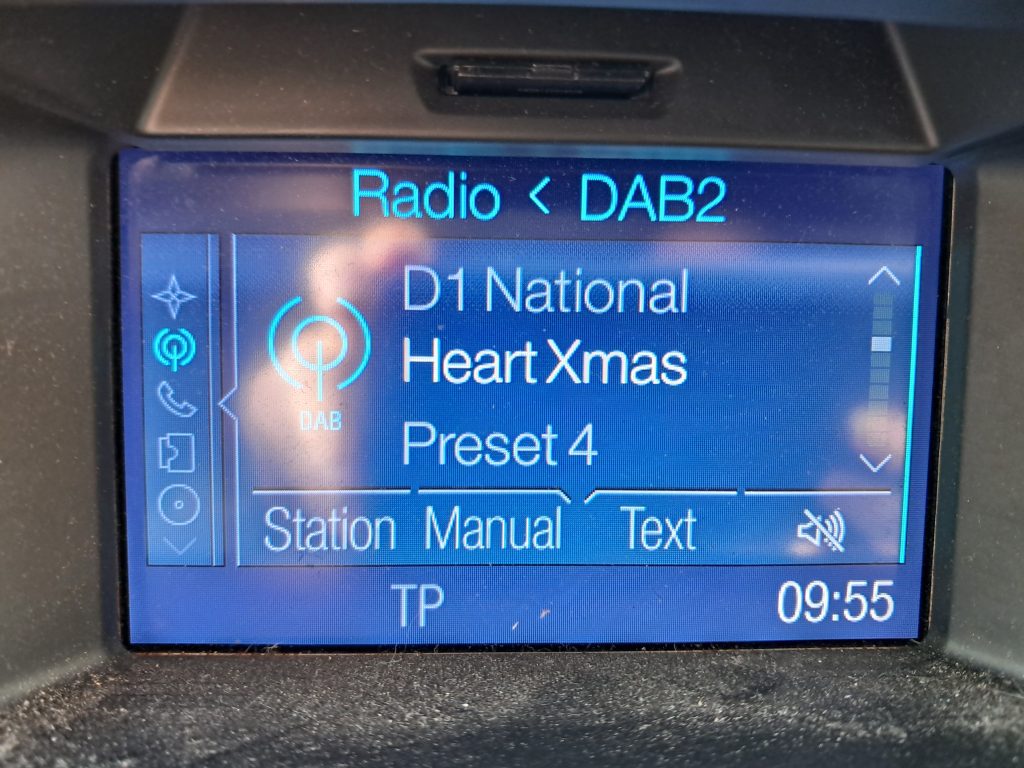 Radio < DAB2
D1 National
Heart Xmas
DAB
Preset 4
Station Manual Text
TP 09:55